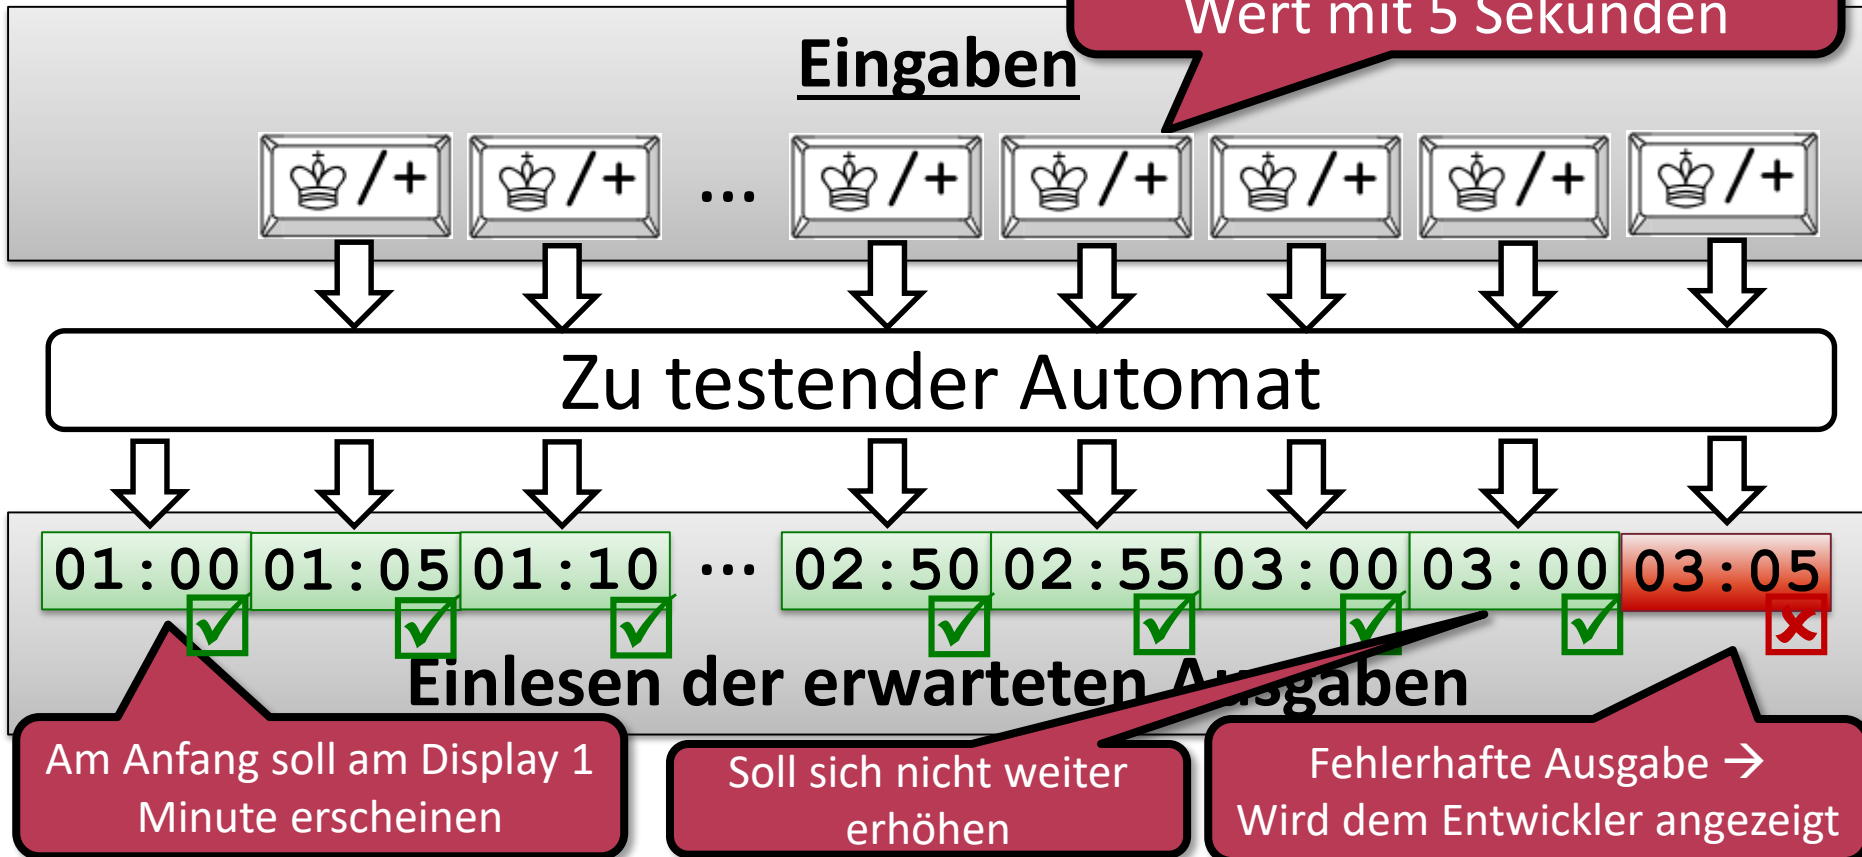 Wert mit 5 Sekunden
Eingaben
/+ /+ ... /+ /+ /+ /+ /+
Zu testender Automat
01:00 01:05 01:10 ... 02:50 02:55 03:00 03:00 03:05
Einlesen der erwarteten Ausgaben
Am Anfang soll am Display 1
Minute erscheinen
Soll sich nicht weiter
erhöhen
Fehlerhafte Ausgabe →
Wird dem Entwickler angezeigt